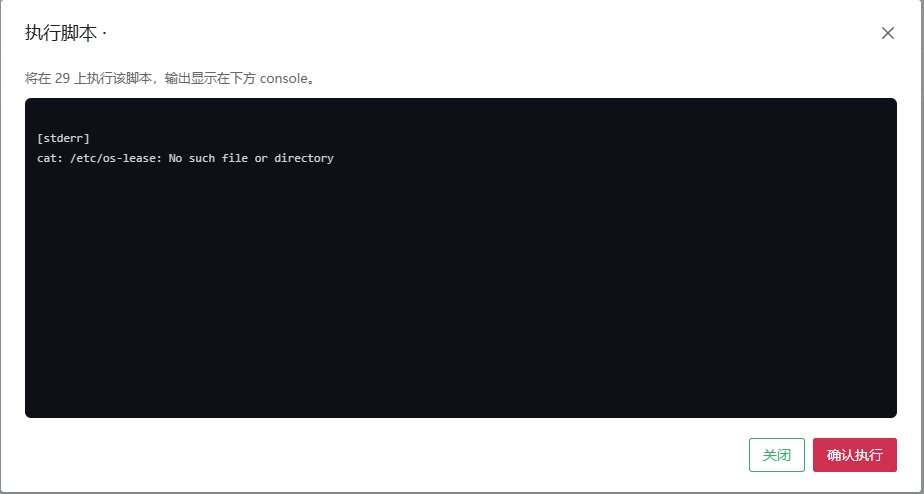 执行脚本 ·
将在 29 上执行该脚本，输出显示在下方 console。
[stderr]
cat: /etc/os-lease: No such file or directory
关闭
确认执行